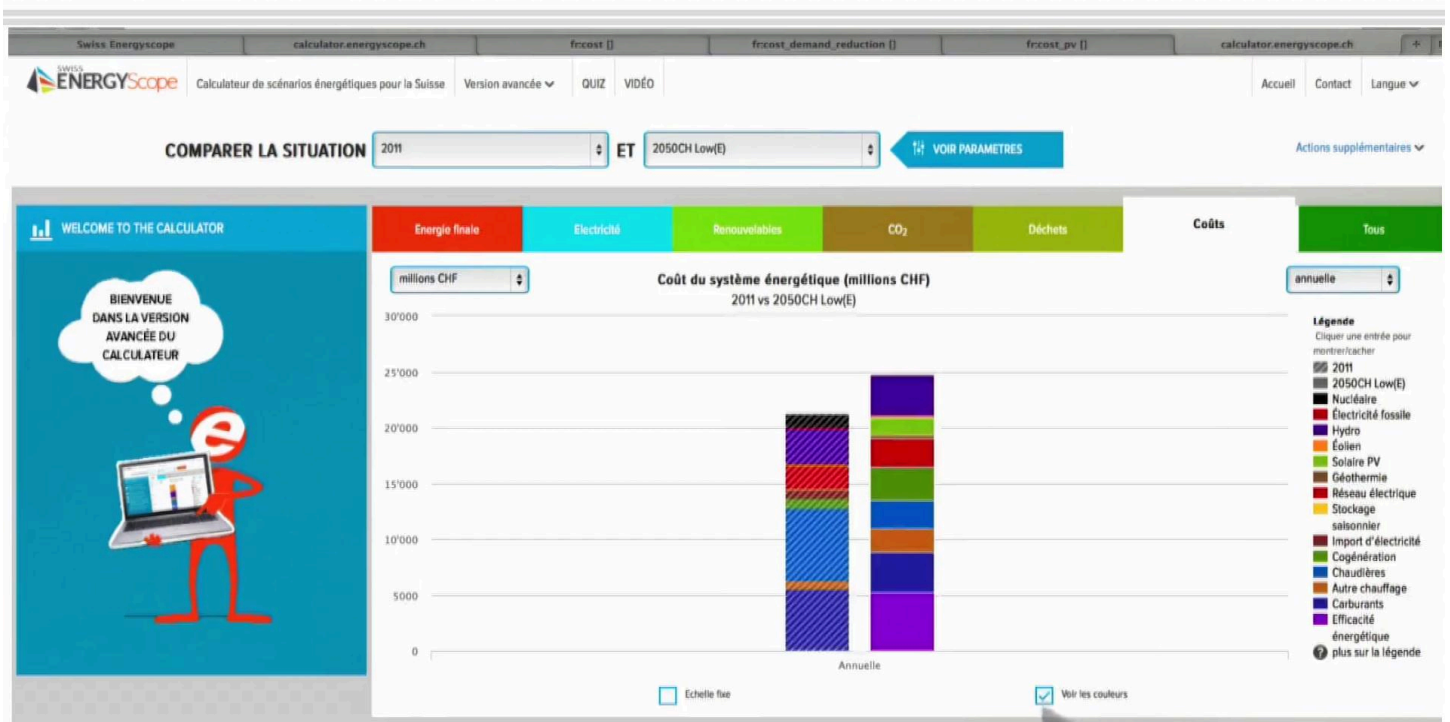 Swiss Energyscope calculator.energyscope.ch fr:cost [] fr:cost_demand_reduction [] fr:cost_pv [] calculator.energyscope.ch +
SWISS
ENERGYScope Calculateur de scénarios énergétiques pour la Suisse Version avancée QUIZ VIDÉO Accueil Contact Langue
COMPARER LA SITUATION 2011 ET 2050CH Low(E) VOIR PARAMETRES Actions supplémentaires
WELCOME TO THE CALCULATOR
Energie finale Electricité Renouvelables CO2 Déchets Coûts Tous
BIENVENUE
DANS LA VERSION
AVANCÉE DU
CALCULATEUR
e
millions CHF Coût du système énergétique (millions CHF) annuelle
2011 vs 2050CH Low(E)
30'000
25'000
20'000
15'000
10'000
5000
0
Annuelle
Légende
Cliquer une entrée pour
montrer/cacher
2011
2050CH Low(E)
Nucléaire
Électricité fossile
Hydro
Éolien
Solaire PV
Géothermie
Réseau électrique
Stockage
saisonnier
Import d'électricité
Cogénération
Chaudières
Autre chauffage
Carburants
Efficacité
énergétique
? plus sur la légende
Echelle fixe Voir les couleurs